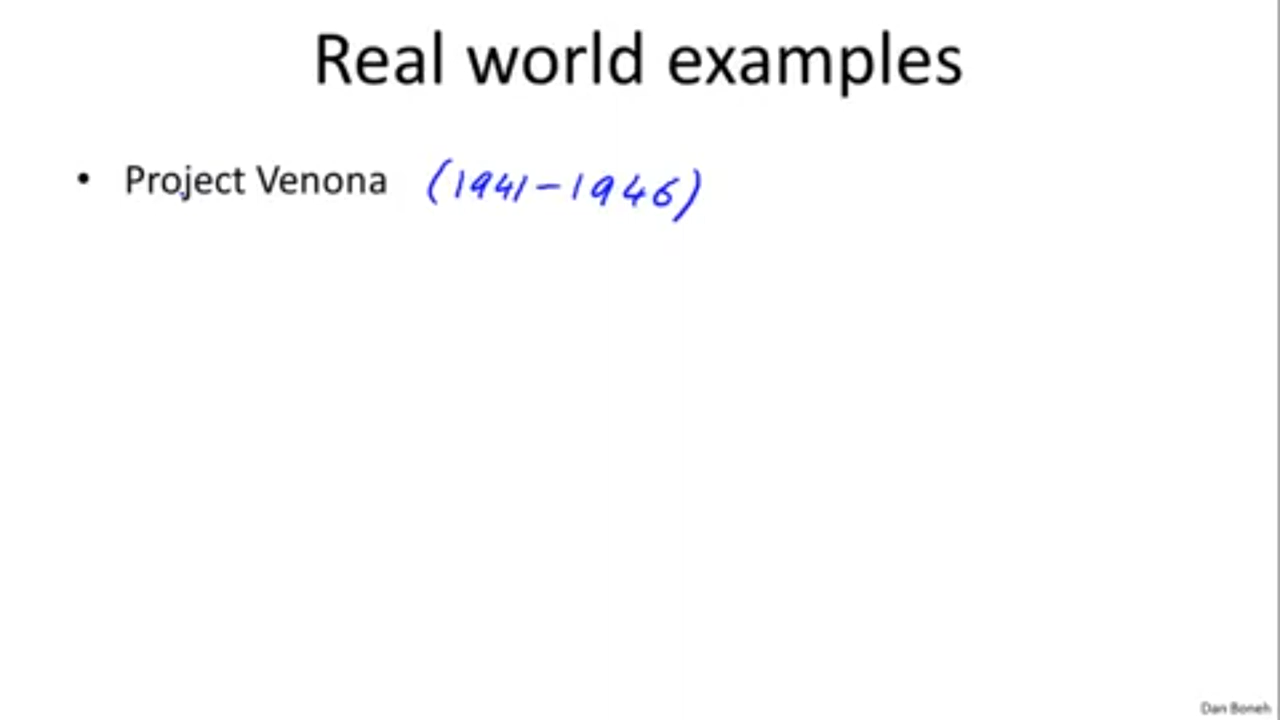 Real world examples
• Project Venona (1941-1946)
Dan Boneh